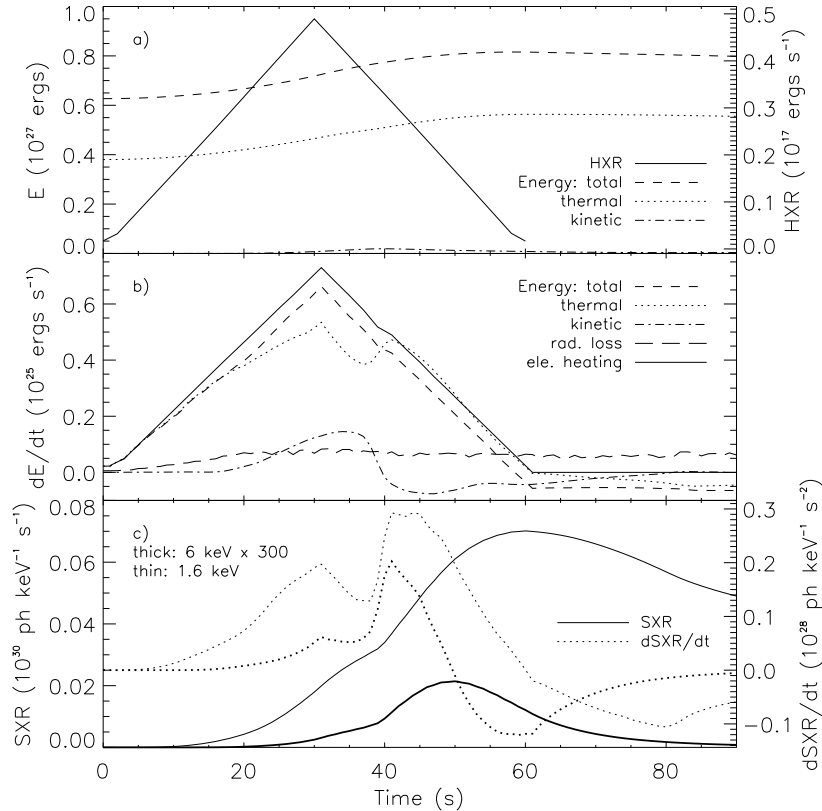 a)
1.0
0.8
0.6
0.4
0.2
0.0
E (10²⁷ ergs)
0.5
0.4
0.3
0.2
0.1
0.0
HXR (10¹⁷ ergs s⁻¹)
HXR
Energy: total
thermal
kinetic
b)
0.6
0.4
0.2
0.0
dE/dt (10²⁵ ergs s⁻¹)
Energy: total
thermal
kinetic
rad. loss
ele. heating
c)
thick: 6 keV x 300
thin: 1.6 keV
0.08
0.06
0.04
0.02
0.00
SXR (10³⁰ ph keV⁻¹ s⁻¹)
0.3
0.2
0.1
0.0
−0.1
dSXR/dt (10²⁸ ph keV⁻¹ s⁻²)
SXR
dSXR/dt
0
20
40
60
80
Time (s)